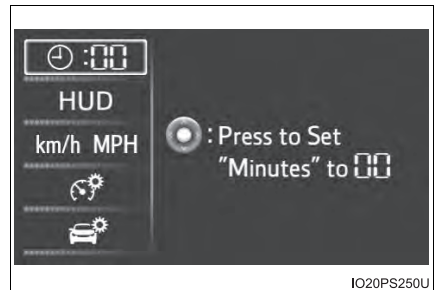 :00
HUD
km/h MPH
: Press to Set
"Minutes" to 00
IO20PS250U